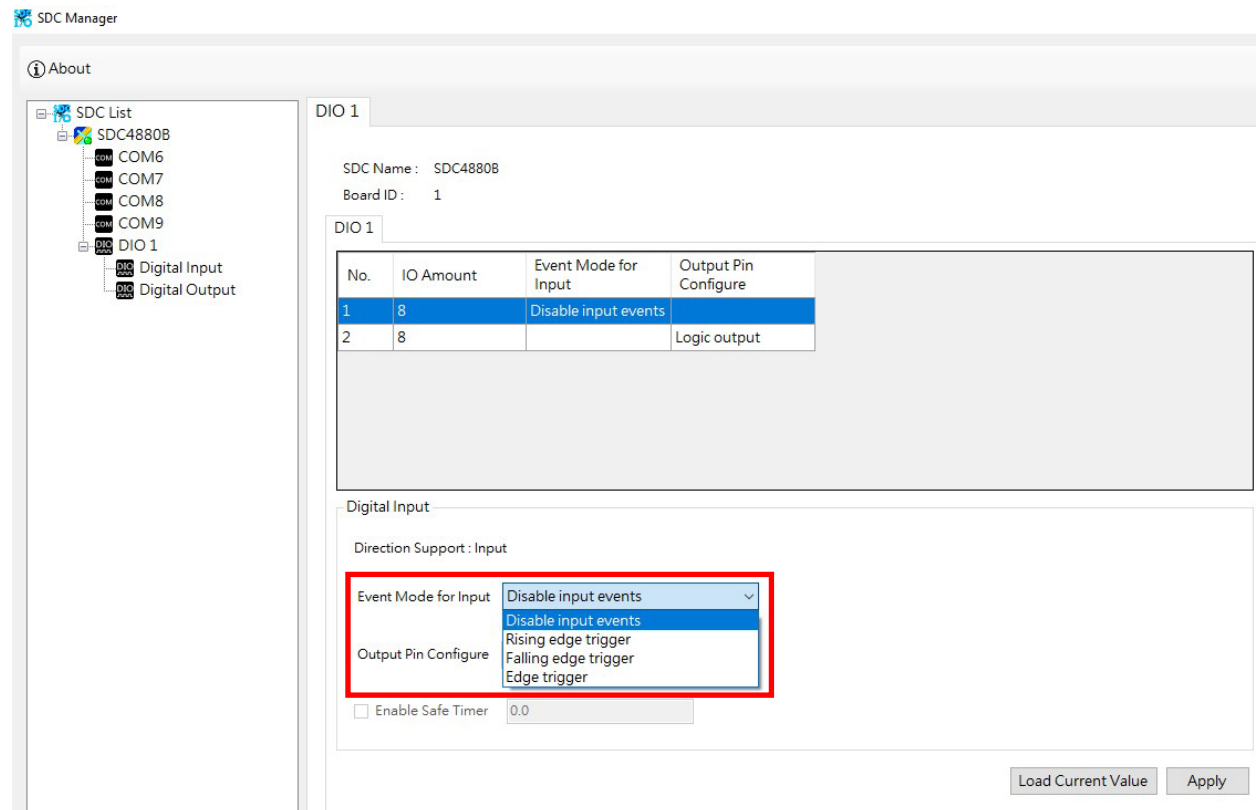 SDC Manager
About
SDC List
SDC4880B
COM6
COM7
COM8
COM9
DIO 1
Digital Input
Digital Output
DIO 1
SDC Name : SDC4880B
Board ID : 1
DIO 1
No. IO Amount Event Mode for Input Output Pin Configure
1 8 Disable input events
2 8 Logic output
Digital Input
Direction Support : Input
Event Mode for Input Disable input events
Disable input events
Rising edge trigger
Output Pin Configure Falling edge trigger
Edge trigger
Enable Safe Timer 0.0
Load Current Value Apply